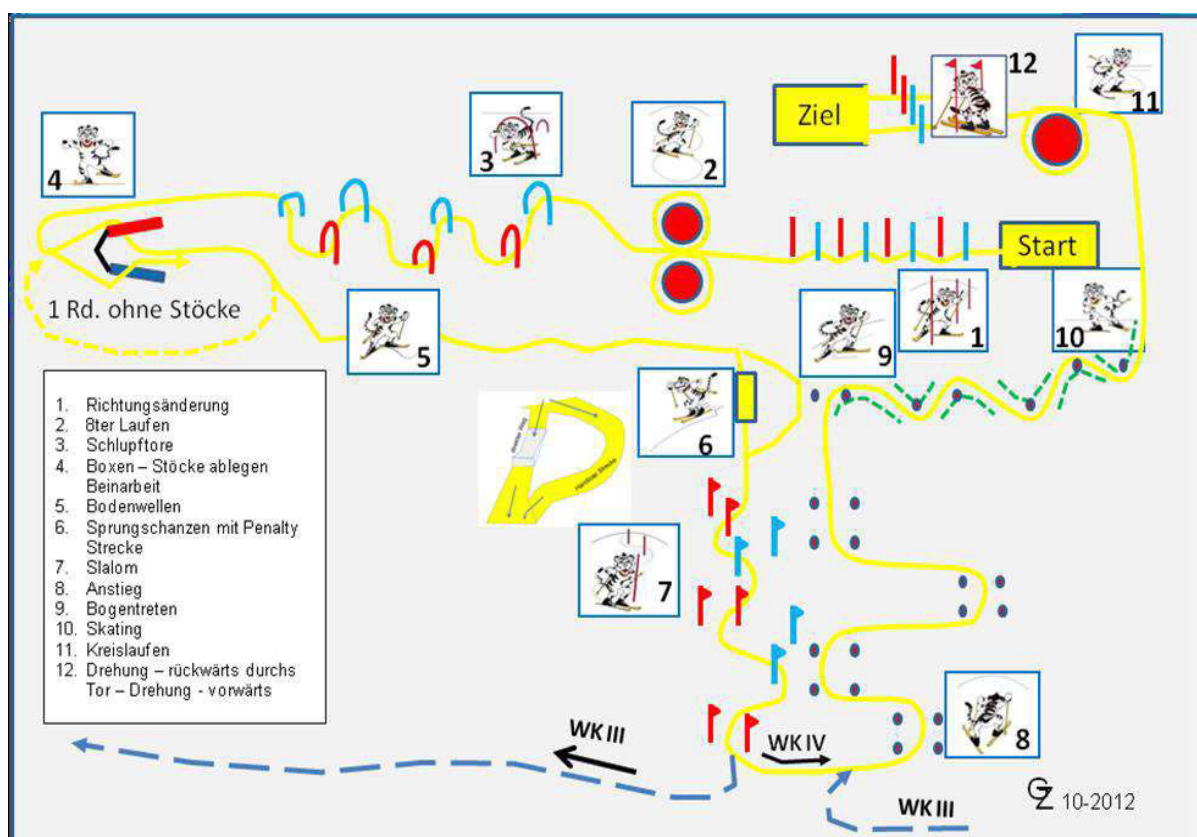 12
Ziel
11
4
3
2
Start
1 Rd. ohne Stöcke
5
9
1
10
6
1. Richtungsänderung
2. 8ter Laufen
3. Schlupftore
4. Boxen – Stöcke ablegen
Beinarbeit
5. Bodenwellen
6. Sprungschanzen mit Penalty
Strecke
7. Slalom
8. Anstieg
9. Bogentreten
10. Skating
11. Kreislaufen
12. Drehung – rückwärts durchs
Tor – Drehung - vorwärts
7
WK III
WK IV
8
WK III
GZ 10-2012